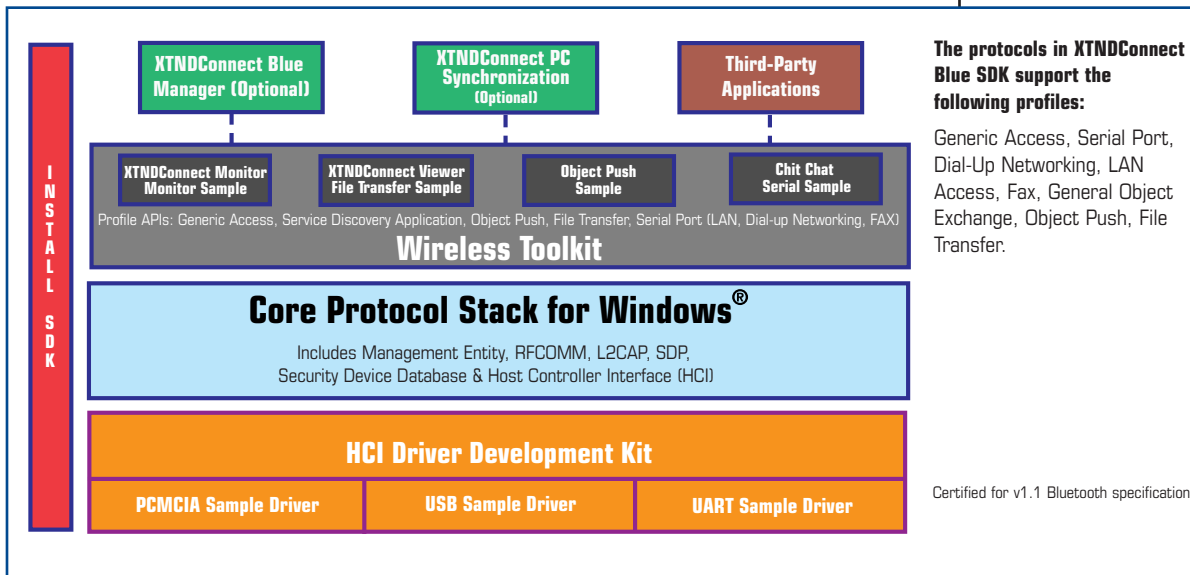 INSTALL SDK
XTNDConnect Blue
Manager (Optional)
XTNDConnect PC
Synchronization
(Optional)
Third-Party
Applications
XTNDConnect Monitor
Monitor Sample
XTNDConnect Viewer
File Transfer Sample
Object Push
Sample
Chit Chat
Serial Sample
Profile APIs: Generic Access, Service Discovery Application, Object Push, File Transfer, Serial Port (LAN, Dial-up Networking, FAX)
Wireless Toolkit
Core Protocol Stack for Windows®
Includes Management Entity, RFCOMM, L2CAP, SDP,
Security Device Database & Host Controller Interface (HCI)
HCI Driver Development Kit
PCMCIA Sample Driver
USB Sample Driver
UART Sample Driver
The protocols in XTNDConnect
Blue SDK support the
following profiles:
Generic Access, Serial Port,
Dial-Up Networking, LAN
Access, Fax, General Object
Exchange, Object Push, File
Transfer.
Certified for v1.1 Bluetooth specification